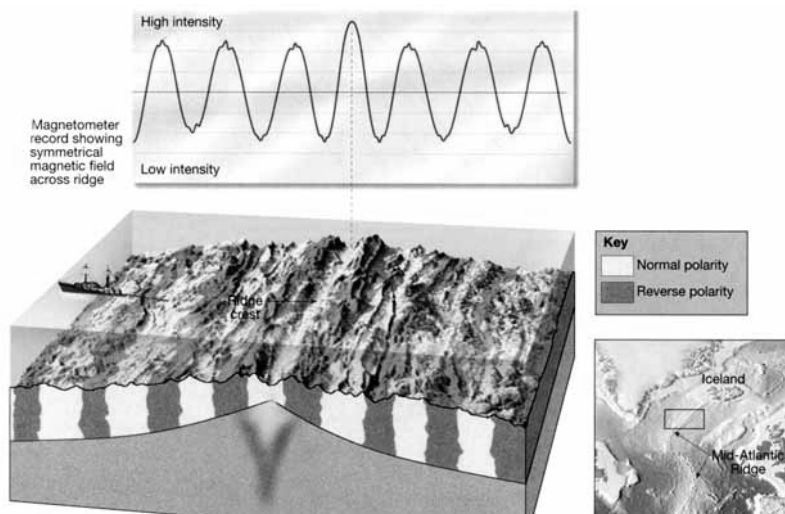 High intensity
Magnetometer
record showing
symmetrical
magnetic field
across ridge
Low intensity
Ridge
crest
Key
Normal polarity
Reverse polarity
Iceland
Mid-Atlantic
Ridge